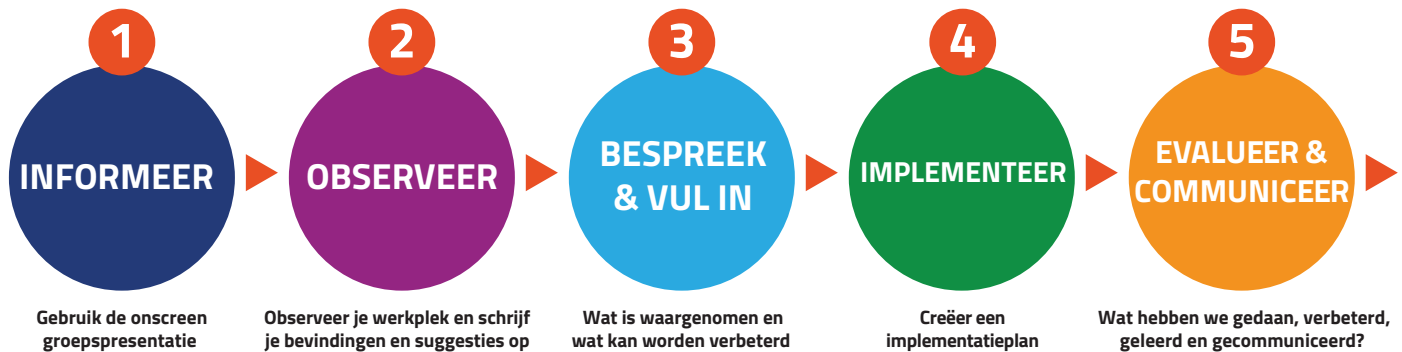 1
INFORMEER
Gebruik de onscreen
groepspresentatie
2
OBSERVEER
Observeer je werkplek en schrijf
je bevindingen en suggesties op
3
BESPREEK
& VUL IN
Wat is waargenomen en
wat kan worden verbeterd
4
IMPLEMENTEER
Creëer een
implementatieplan
5
EVALUEER &
COMMUNICEER
Wat hebben we gedaan, verbeterd,
geleerd en gecommuniceerd?